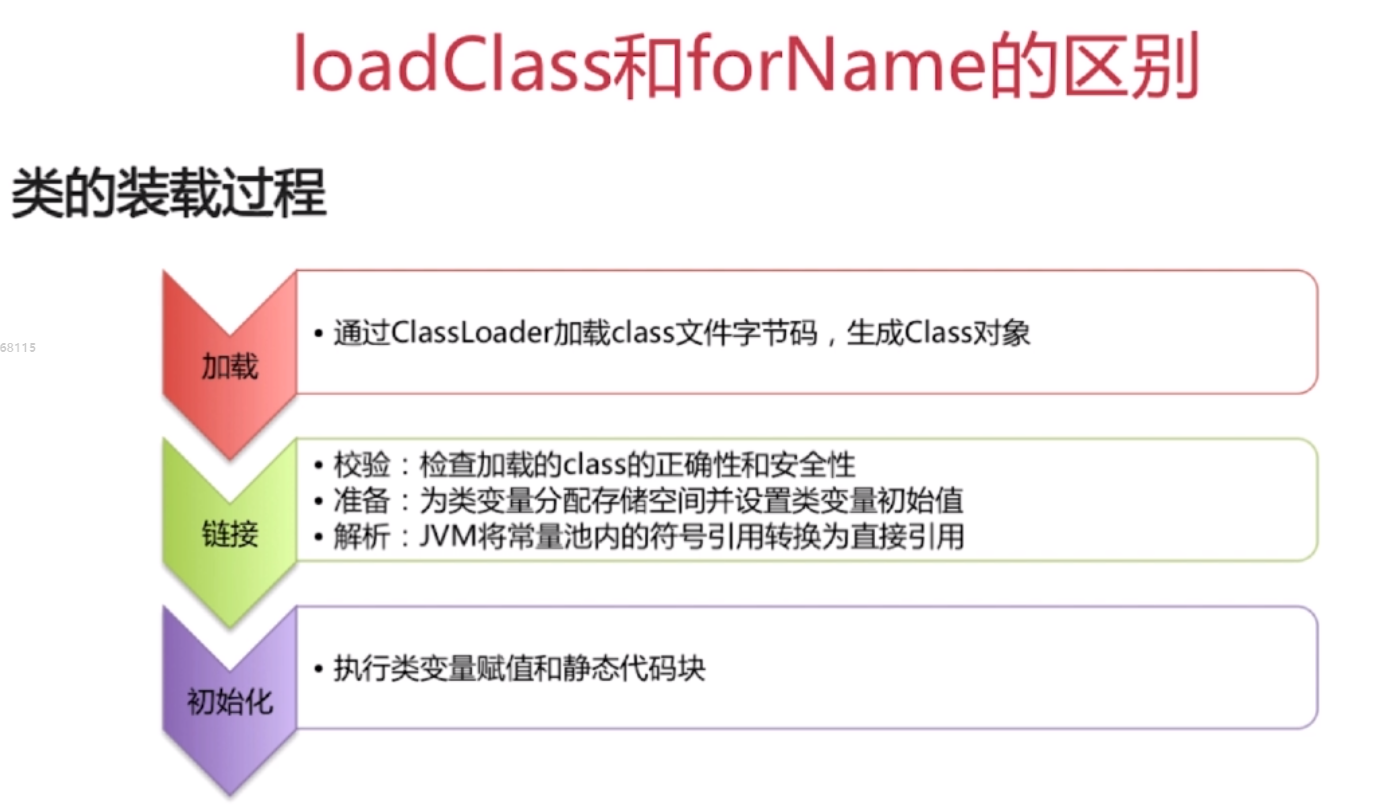 loadClass和forName的区别
类的装载过程
68115
加载
• 通过ClassLoader加载class文件字节码，生成Class对象
链接
• 校验：检查加载的class的正确性和安全性
• 准备：为类变量分配存储空间并设置类变量初始值
• 解析：JVM将常量池内的符号引用转换为直接引用
初始化
• 执行类变量赋值和静态代码块